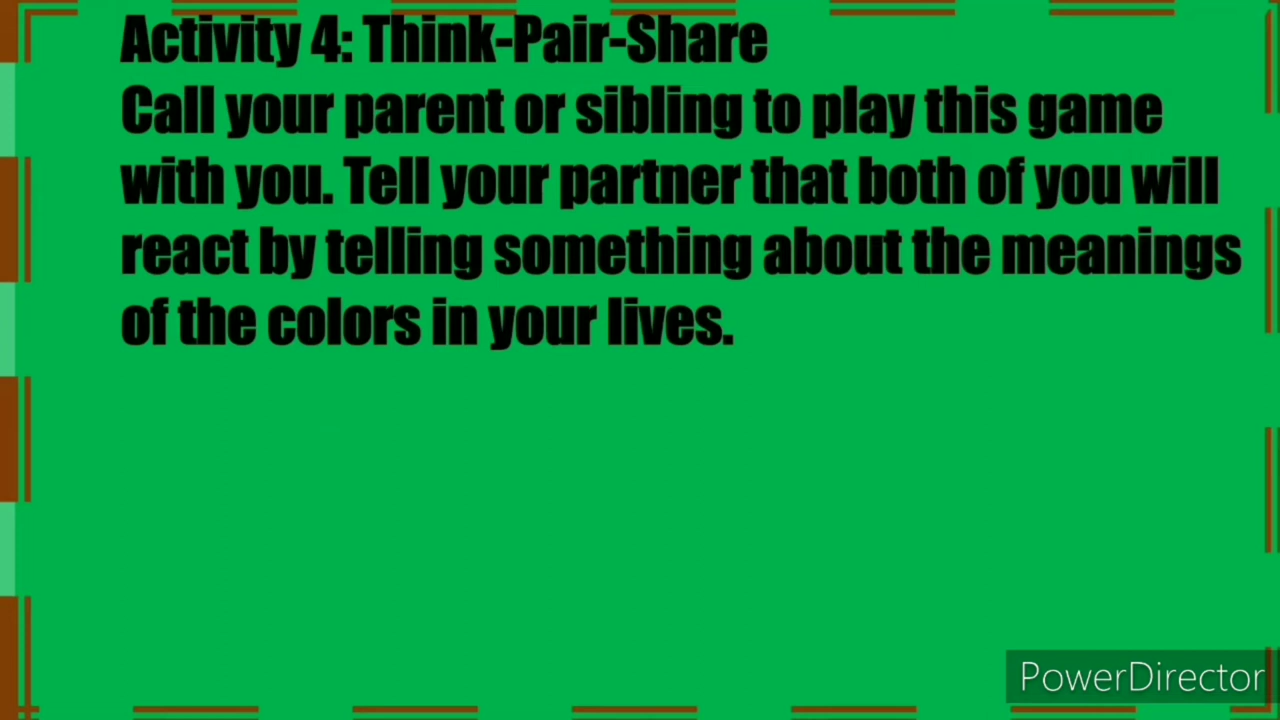 Activity 4: Think-Pair-Share
Call your parent or sibling to play this game
with you. Tell your partner that both of you will
react by telling something about the meanings
of the colors in your lives.
PowerDirector